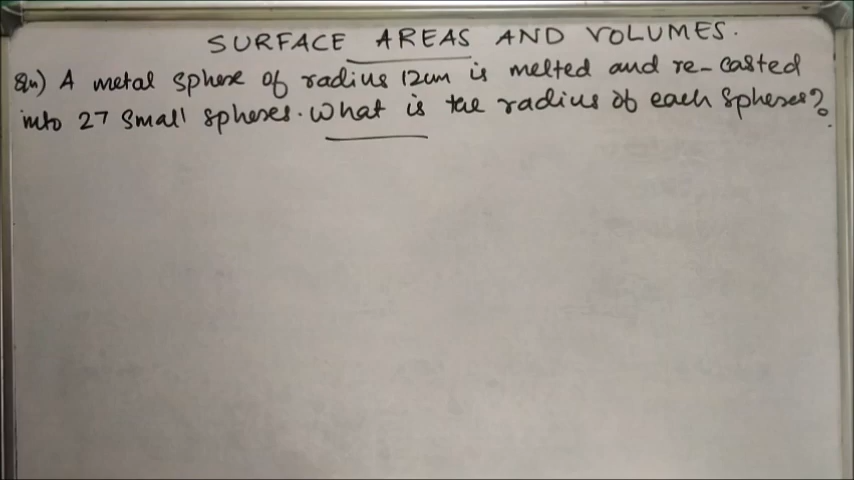 SURFACE AREAS AND VOLUMES.
Qn) A metal sphere of radius 12cm is melted and re-casted
into 27 small spheres. What is the radius of each spheres?